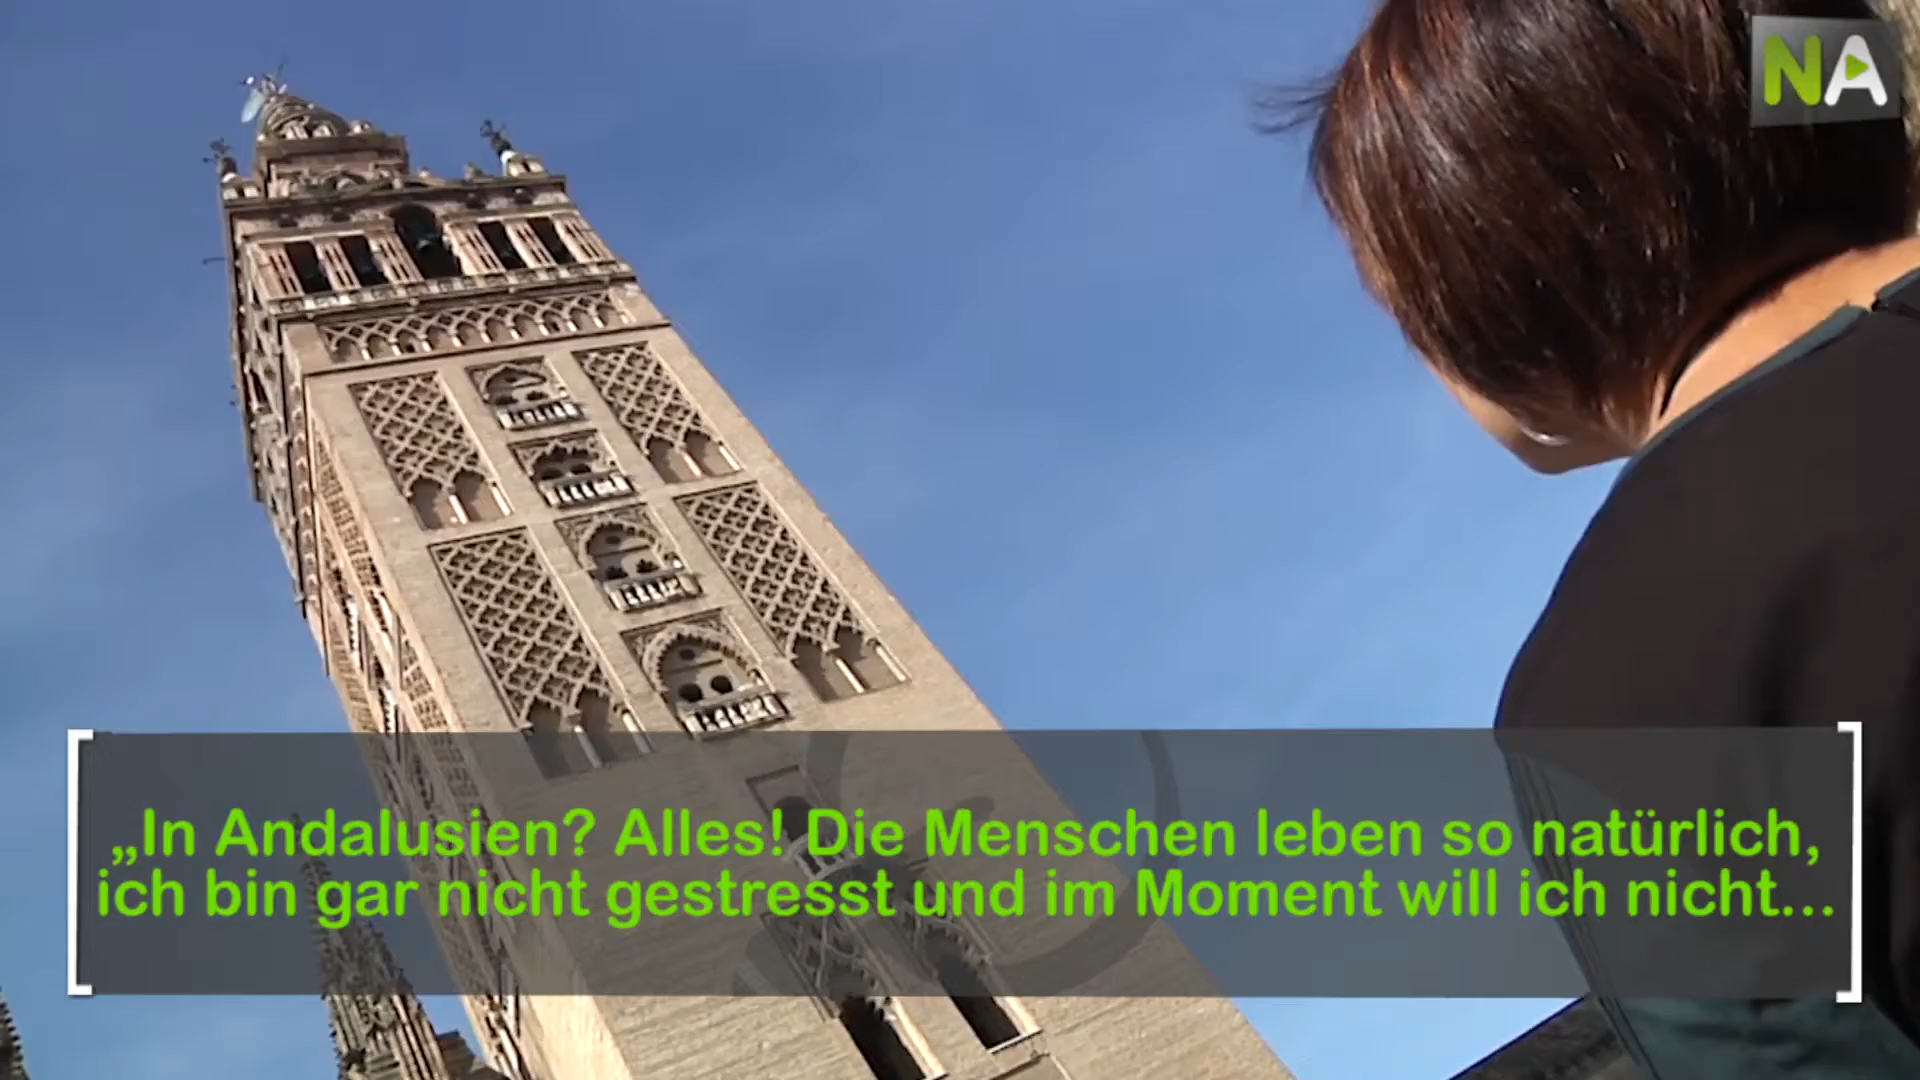 NA
„In Andalusien? Alles! Die Menschen leben so natürlich,
ich bin gar nicht gestresst und im Moment will ich nicht...